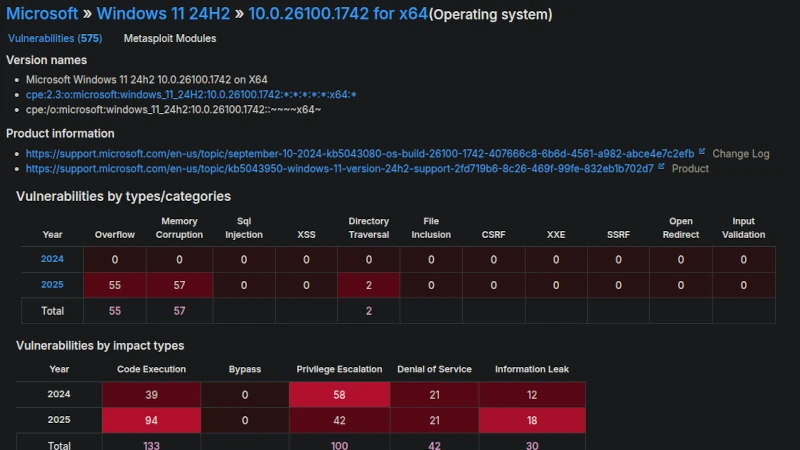 Microsoft » Windows 11 24H2 » 10.0.26100.1742 for x64(Operating system)
Vulnerabilities (575) Metasploit Modules
Version names
• Microsoft Windows 11 24h2 10.0.26100.1742 on X64
• cpe:2.3:o:microsoft:windows_11_24H2:10.0.26100.1742:*:*:*:*:*:x64:*
• cpe:/o:microsoft:windows_11_24h2:10.0.26100.1742::~~~~x64~
Product information
• https://support.microsoft.com/en-us/topic/september-10-2024-kb5043080-os-build-26100-1742-407666c8-6b6d-4561-a982-abce4e7c2efb Change Log
• https://support.microsoft.com/en-us/topic/kb5043950-windows-11-version-24h2-support-2fd719b6-8c26-469f-99fe-832eb1b702d7 Product
Vulnerabilities by types/categories
Year Overflow Memory Corruption Sql Injection XSS Directory Traversal File Inclusion CSRF XXE SSRF Open Redirect Input Validation
2024 0 0 0 0 0 0 0 0 0 0 0
2025 55 57 0 0 2 0 0 0 0 0 0
Total 55 57 2
Vulnerabilities by impact types
Year Code Execution Bypass Privilege Escalation Denial of Service Information Leak
2024 39 0 58 21 12
2025 94 0 42 21 18
Total 133 100 42 30